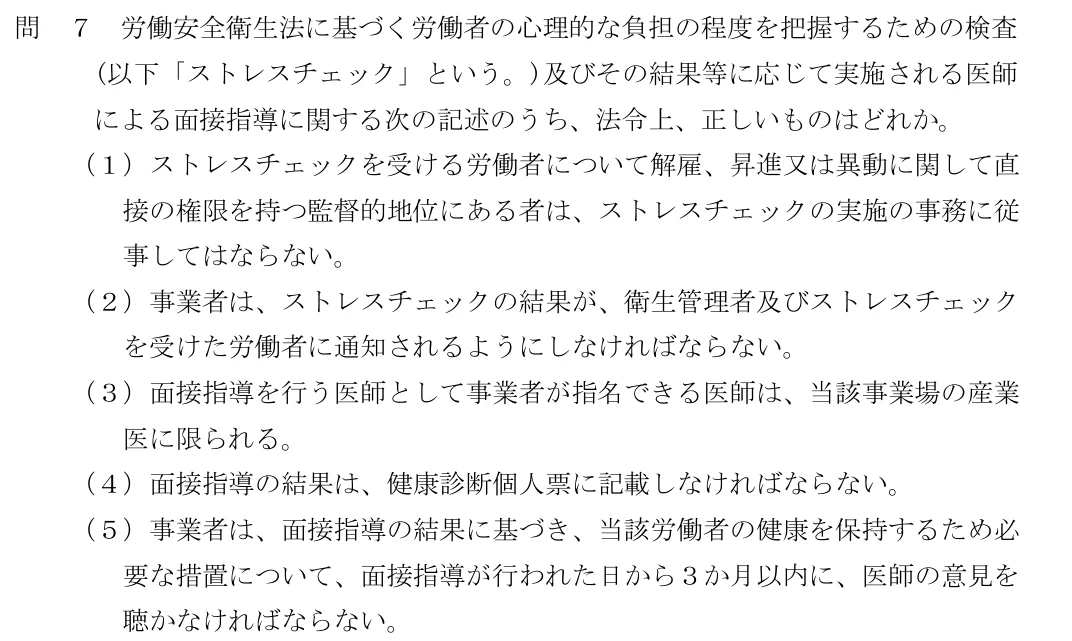 問　７　労働安全衛生法に基づく労働者の心理的な負担の程度を把握するための検査
(以下「ストレスチェック」という。)及びその結果等に応じて実施される医師
による面接指導に関する次の記述のうち、法令上、正しいものはどれか。
（１）ストレスチェックを受ける労働者について解雇、昇進又は異動に関して直
接の権限を持つ監督的地位にある者は、ストレスチェックの実施の事務に従
事してはならない。
（２）事業者は、ストレスチェックの結果が、衛生管理者及びストレスチェック
を受けた労働者に通知されるようにしなければならない。
（３）面接指導を行う医師として事業者が指名できる医師は、当該事業場の産業
医に限られる。
（４）面接指導の結果は、健康診断個人票に記載しなければならない。
（５）事業者は、面接指導の結果に基づき、当該労働者の健康を保持するため必
要な措置について、面接指導が行われた日から３か月以内に、医師の意見を
聴かなければならない。